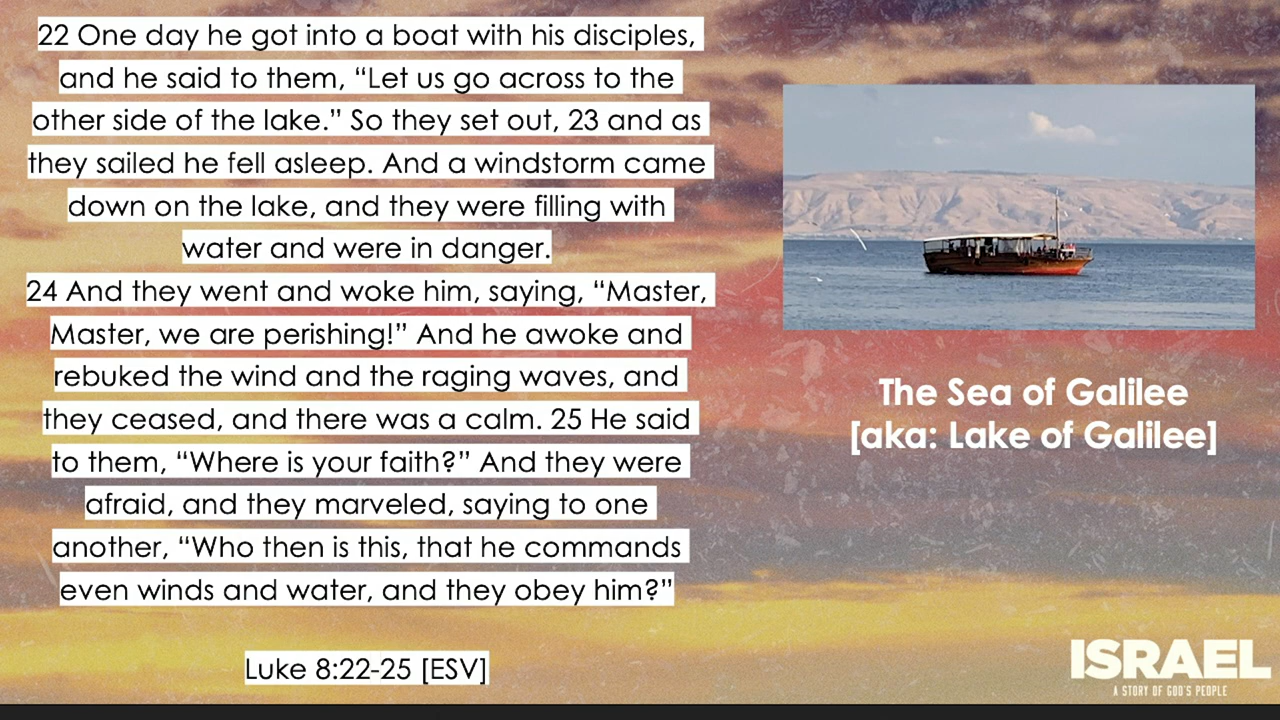 22 One day he got into a boat with his disciples,
and he said to them, “Let us go across to the
other side of the lake.” So they set out, 23 and as
they sailed he fell asleep. And a windstorm came
down on the lake, and they were filling with
water and were in danger.
24 And they went and woke him, saying, “Master,
Master, we are perishing!” And he awoke and
rebuked the wind and the raging waves, and
they ceased, and there was a calm. 25 He said
to them, “Where is your faith?” And they were
afraid, and they marveled, saying to one
another, “Who then is this, that he commands
even winds and water, and they obey him?”
Luke 8:22-25 [ESV]
The Sea of Galilee
[aka: Lake of Galilee]
ISRAEL
A STORY OF GOD'S PEOPLE